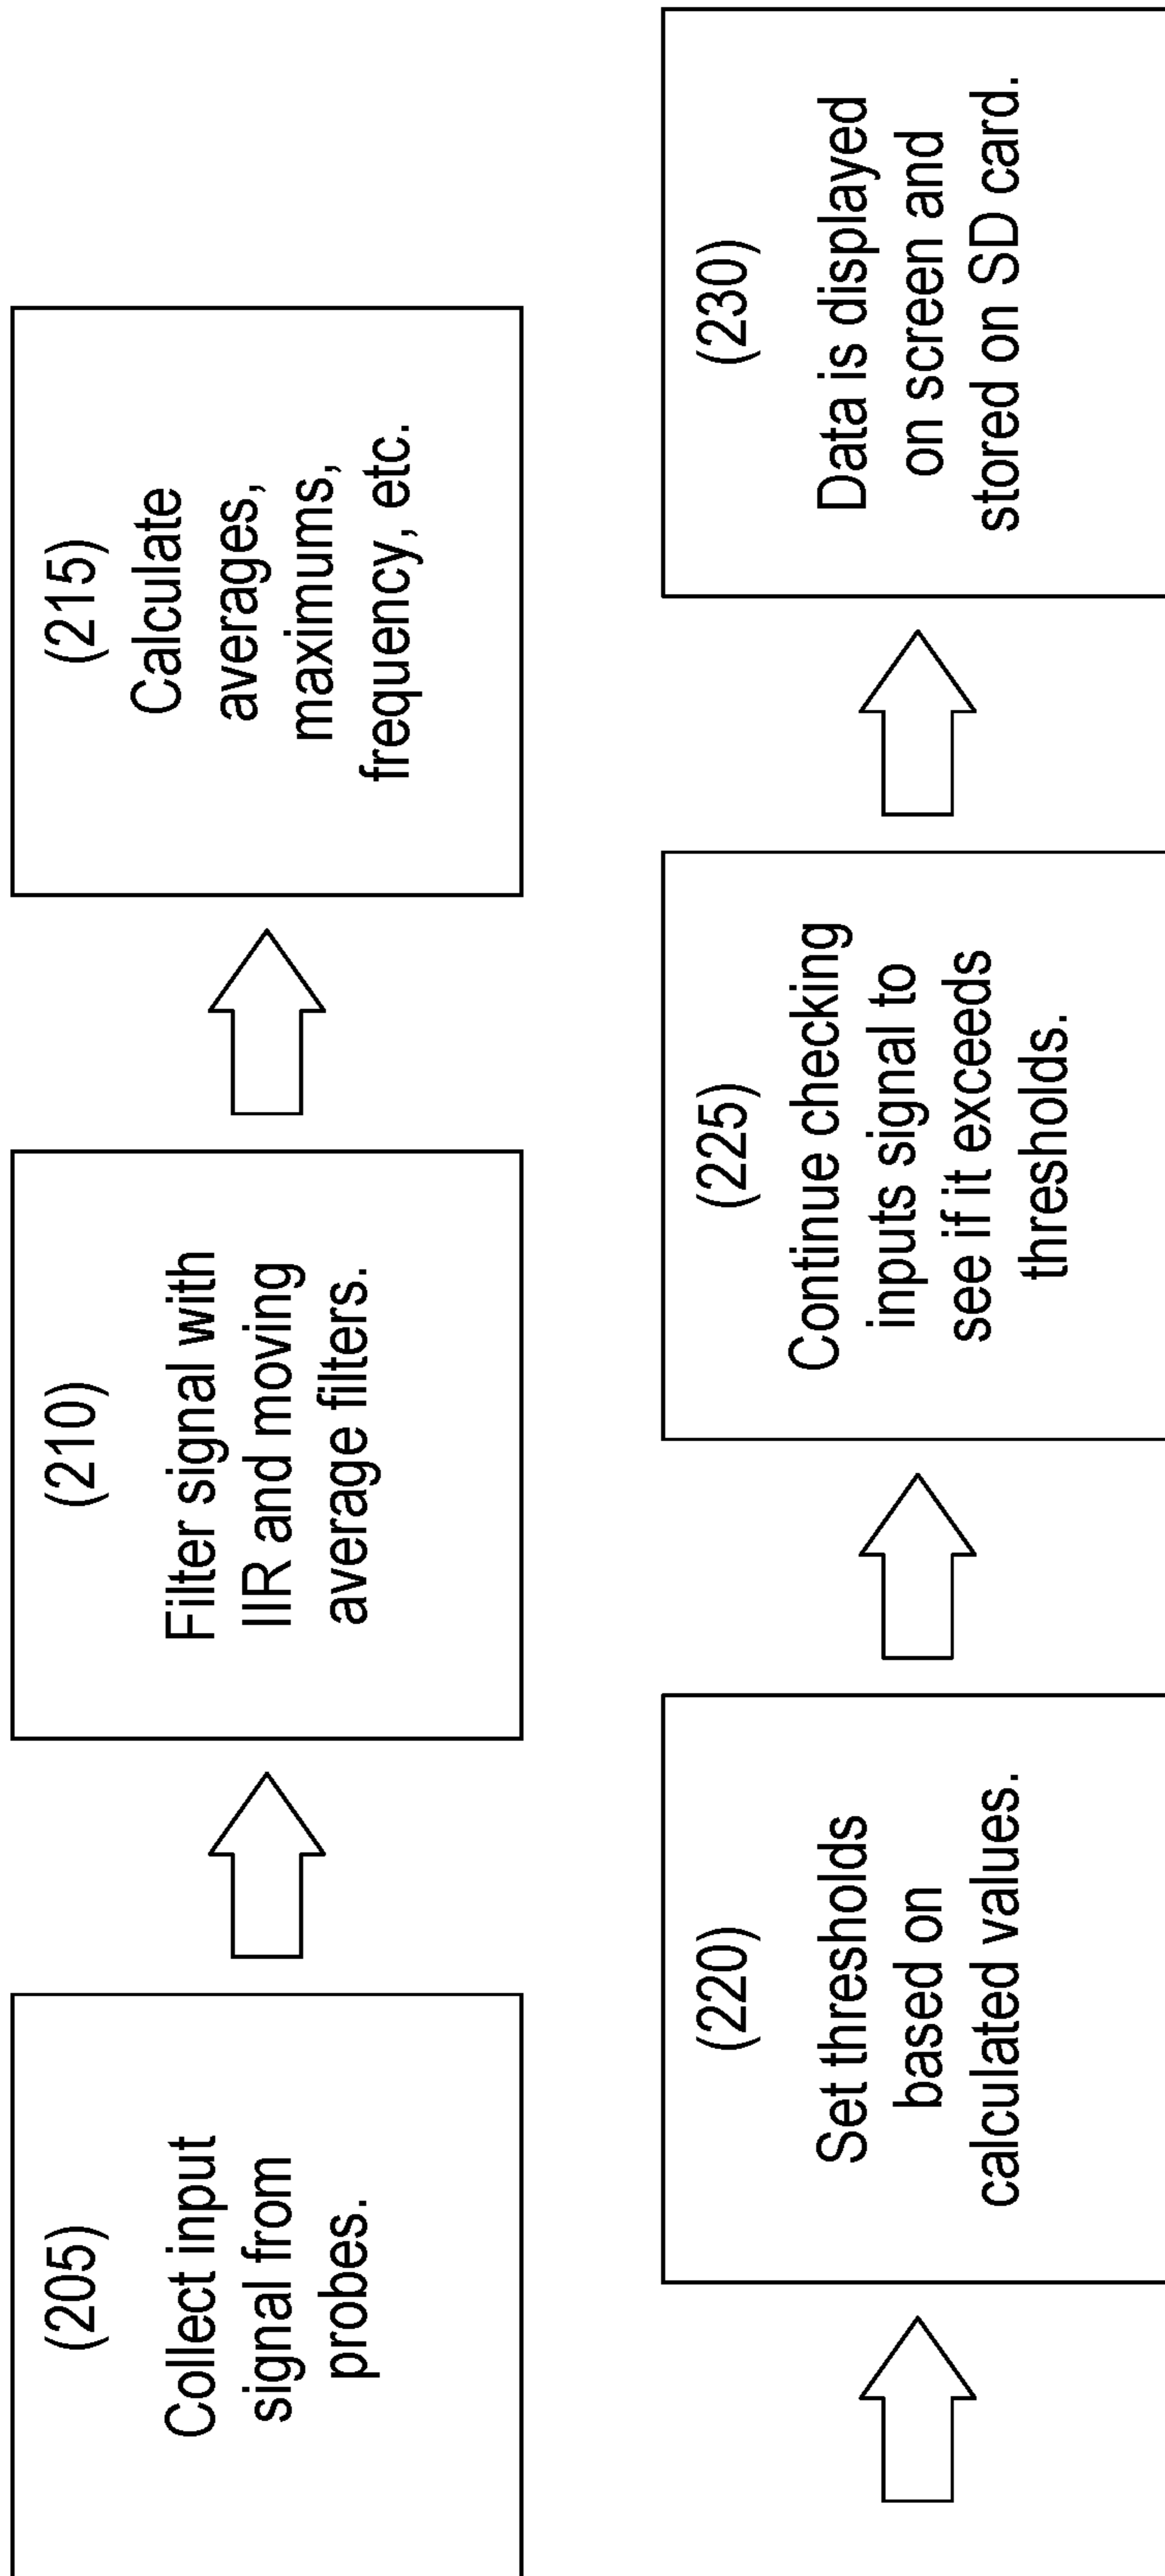 (205)
Collect input
signal from
probes.
(210)
Filter signal with
IIR and moving
average filters.
(215)
Calculate
averages,
maximums,
frequency, etc.
(220)
Set thresholds
based on
calculated values.
(225)
Continue checking
inputs signal to
see if it exceeds
thresholds.
(230)
Data is displayed
on screen and
stored on SD card.